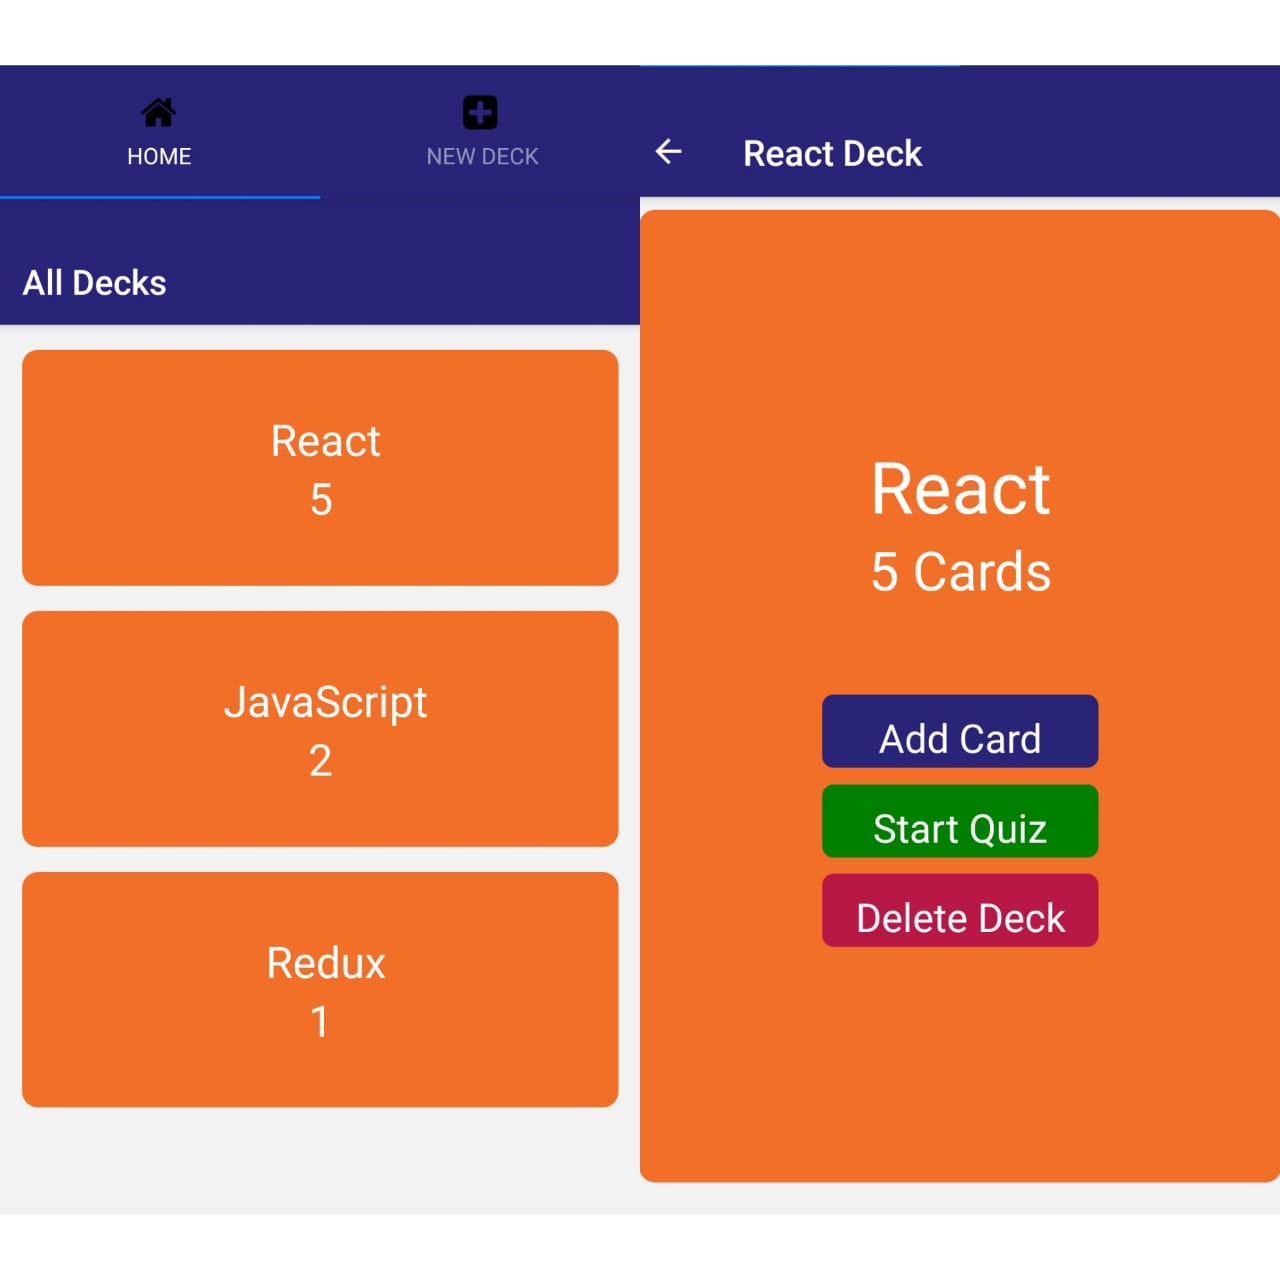 HOME
NEW DECK
All Decks
React
5
JavaScript
2
Redux
1
React Deck
React
5 Cards
Add Card
Start Quiz
Delete Deck